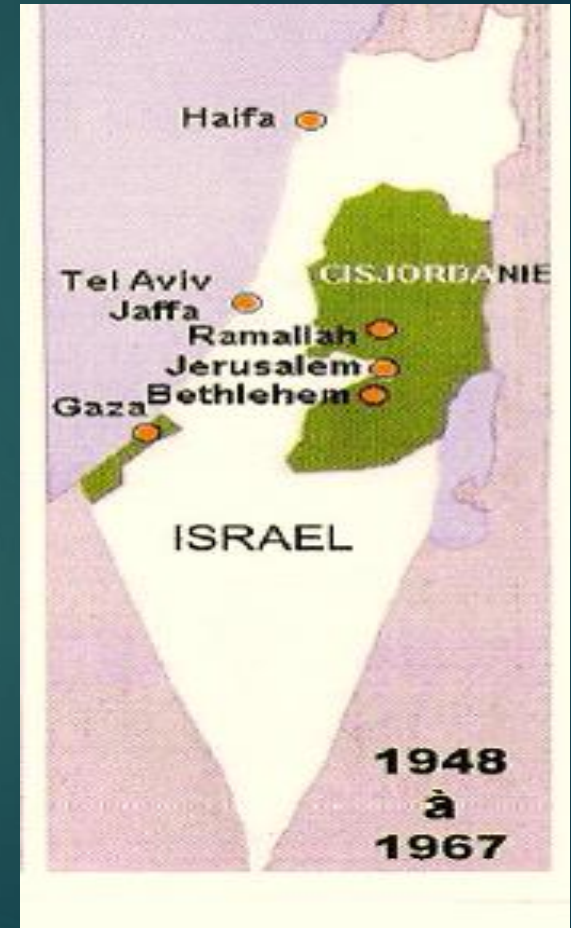 Haifa
CISJORDANIE
Tel Aviv
Jaffa
Ramallah
Jerusalem
Bethlehem
Gaza
ISRAEL
1948
à
1967